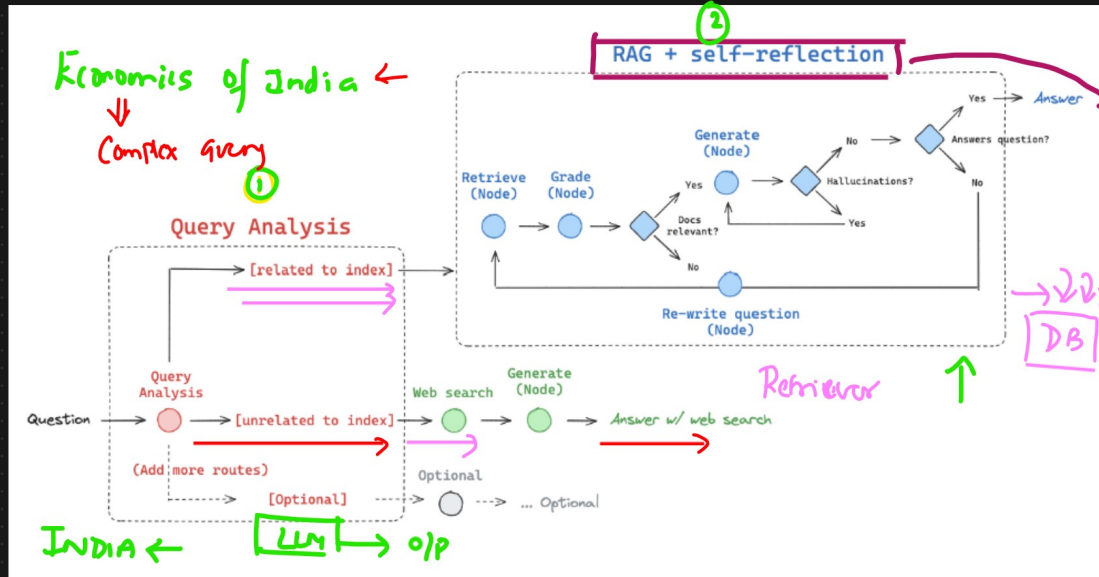 2
RAG + self-reflection
Economics of India
Complex Query
1
Query Analysis
Yes
Answer
Answers question?
No
Generate
(Node)
No
Hallucinations?
Yes
Retrieve
(Node)
Grade
(Node)
Yes
Docs
relevant?
No
Re-write question
(Node)
[related to index]
DB
Retriever
Query
Analysis
Question
[unrelated to index]
Web search
Generate
(Node)
Answer w/ web search
(Add more routes)
[Optional]
Optional
... Optional
INDIA
LLM
O/P